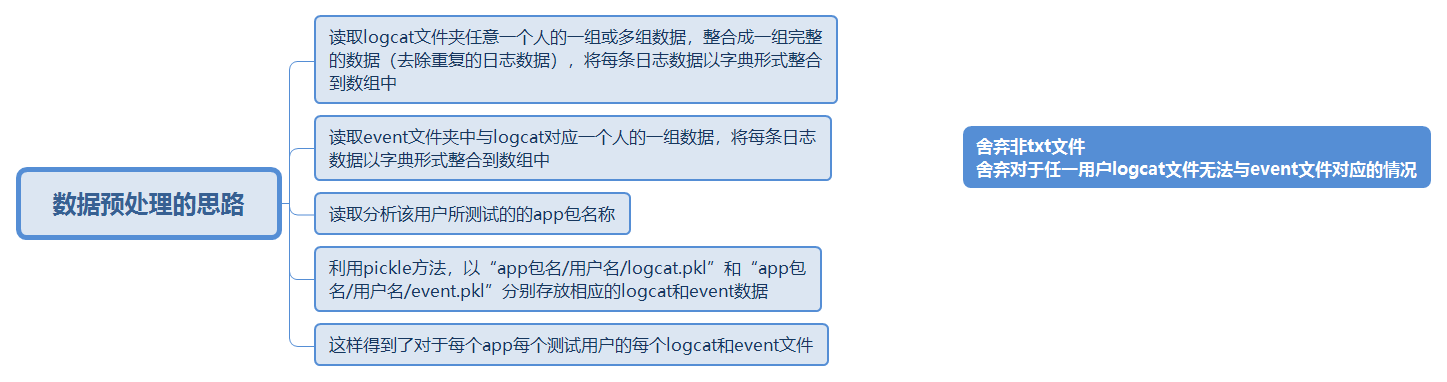 数据预处理的思路
读取logcat文件夹任意一个人的一组或多组数据，整合成一组完整
的数据（去除重复的日志数据），将每条日志数据以字典形式整合
到数组中
读取event文件夹中与logcat对应一个人的一组数据，将每条日志
数据以字典形式整合到数组中
读取分析该用户所测试的的app包名称
利用pickle方法，以“app包名/用户名/logcat.pkl”和“app包
名/用户名/event.pkl”分别存放相应的logcat和event数据
这样得到了对于每个app每个测试用户的每个logcat和event文件
舍弃非txt文件
舍弃对于任一用户logcat文件无法与event文件对应的情况